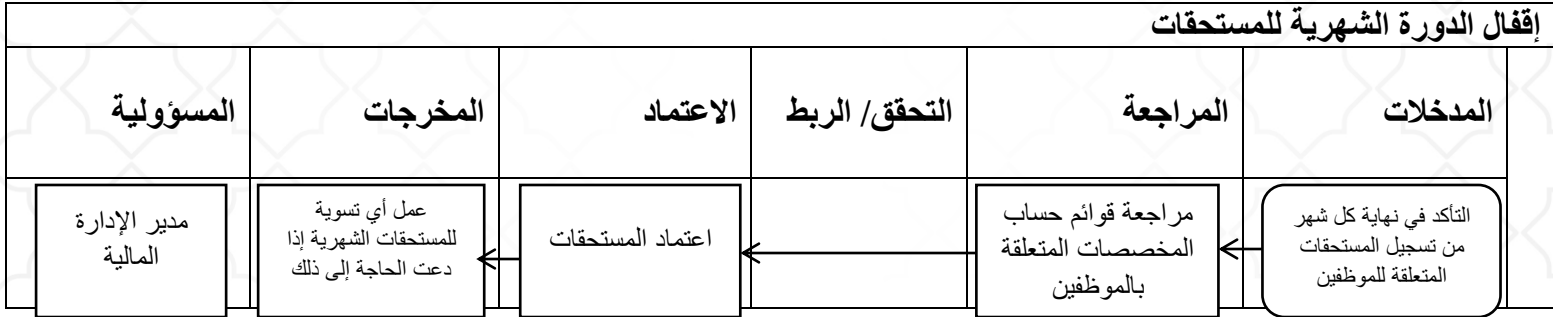 إقفال الدورة الشهرية للمستحقات
المدخلات
المراجعة
التحقق/ الربط
الاعتماد
المخرجات
المسؤولية
التأكد في نهاية كل شهر
من تسجيل المستحقات
المتعلقة للموظفين
مراجعة قوائم حساب
المخصصات المتعلقة
بالموظفين
اعتماد المستحقات
عمل أي تسوية
للمستحقات الشهرية إذا
دعت الحاجة إلى ذلك
مدير الإدارة
المالية